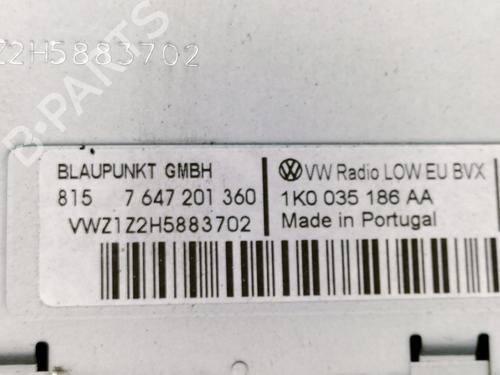 Z2H5883702
BLAUPUNKT GMBH
815 7 647 201 360
VWZ1Z2H5883702
VW Radio LOW EU BVX
1K0 035 186 AA
Made in Portugal
B-PARTS